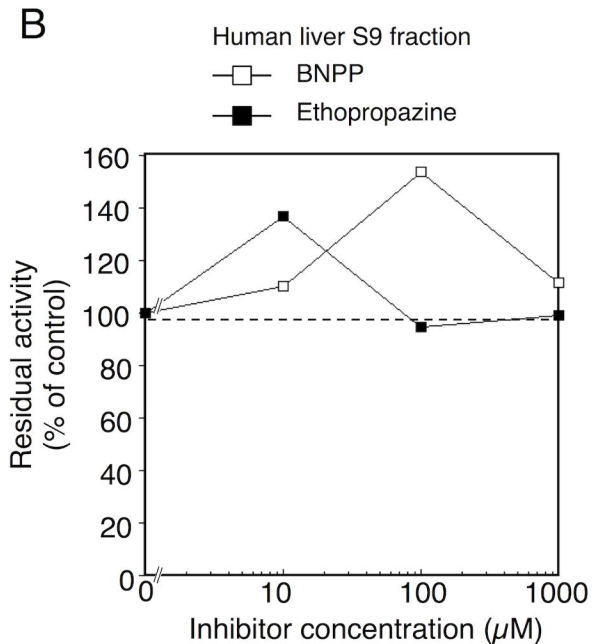 B
Human liver S9 fraction
BNPP
Ethopropazine
160
140
120
100
80
60
40
20
0
Residual activity
(% of control)
0 10 100 1000
Inhibitor concentration (µM)